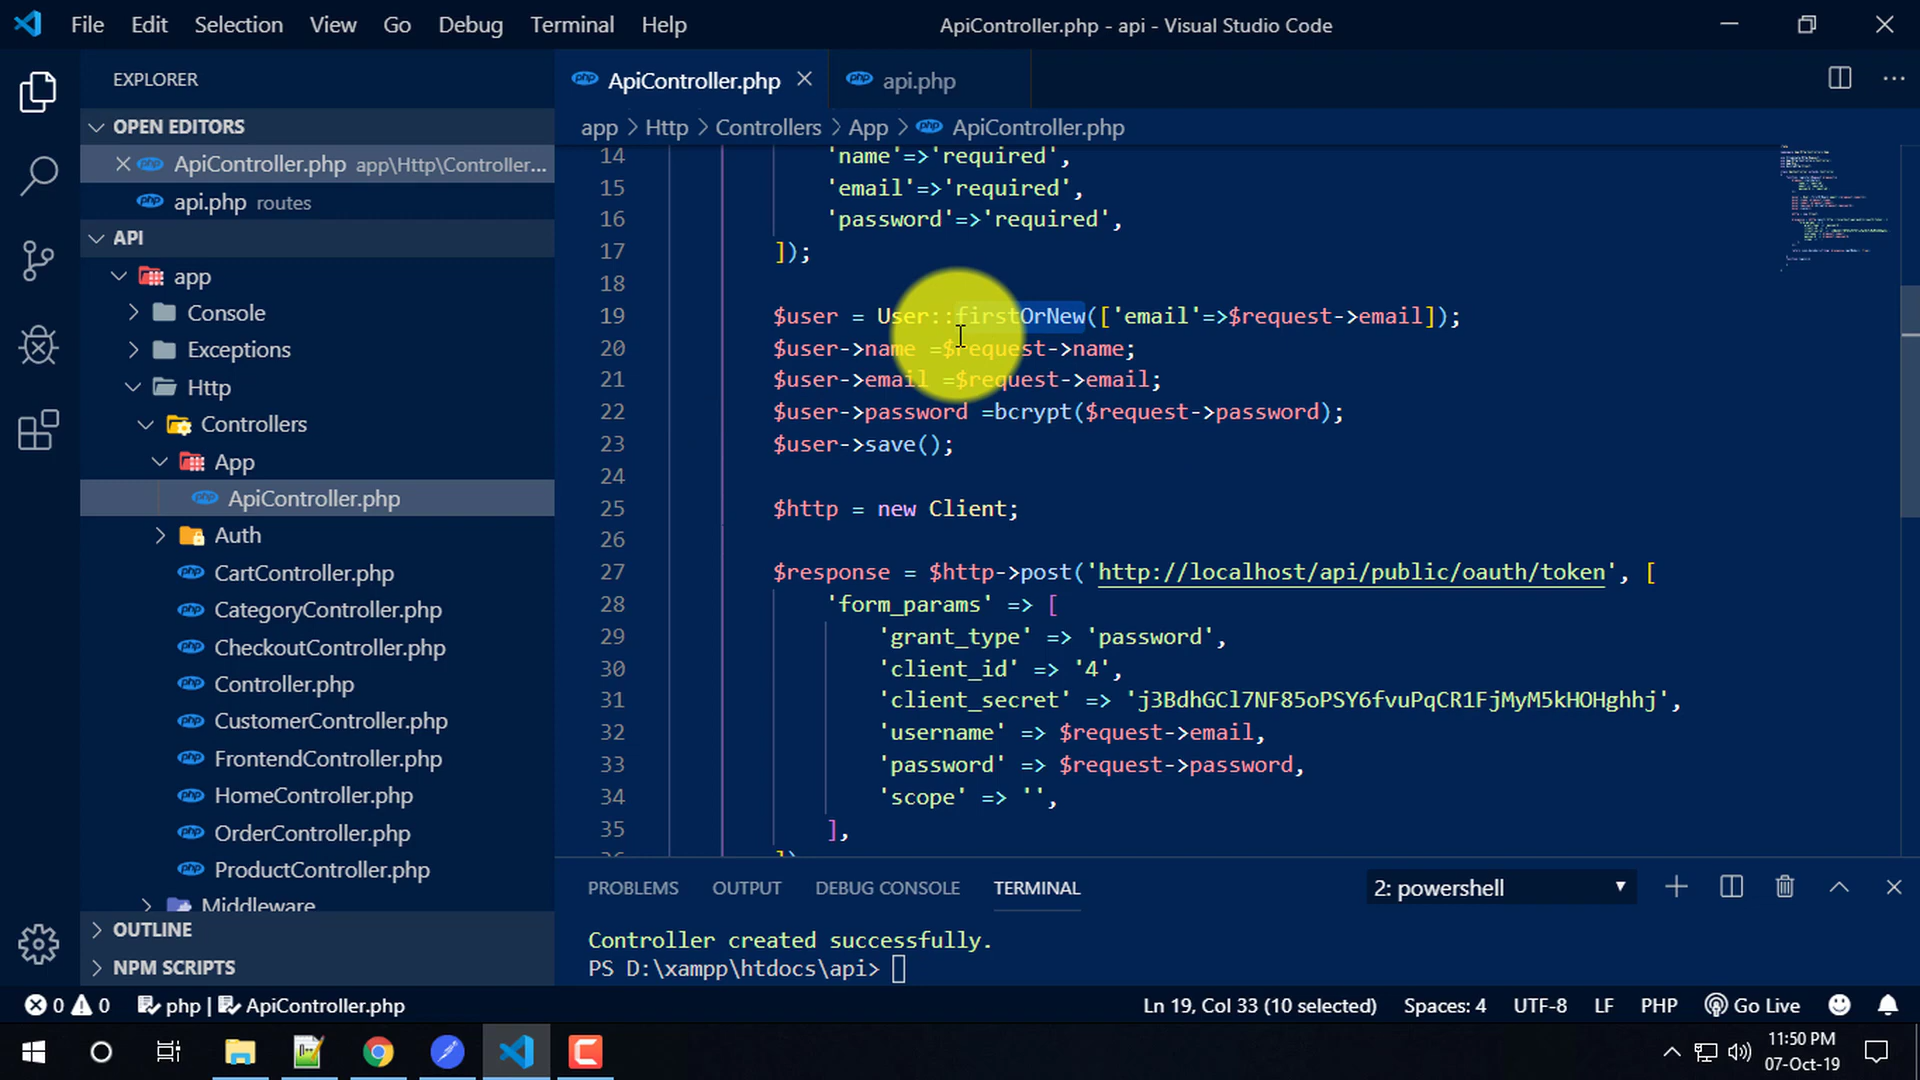 File Edit Selection View Go Debug Terminal Help ApiController.php - api - Visual Studio Code
EXPLORER
OPEN EDITORS
ApiController.php app\Http\Controller...
api.php routes
API
app
Console
Exceptions
Http
Controllers
App
ApiController.php
Auth
CartController.php
CategoryController.php
CheckoutController.php
Controller.php
CustomerController.php
FrontendController.php
HomeController.php
OrderController.php
ProductController.php
Middleware
OUTLINE
NPM SCRIPTS
ApiController.php api.php
app > Http > Controllers > App > ApiController.php
14 'name'=>'required',
15 'email'=>'required',
16 'password'=>'required',
17 ]);
18
19 $user = User::firstOrNew(['email'=>$request->email]);
20 $user->name =$request->name;
21 $user->email =$request->email;
22 $user->password =bcrypt($request->password);
23 $user->save();
24
25 $http = new Client;
26
27 $response = $http->post('http://localhost/api/public/oauth/token', [
28 'form_params' => [
29 'grant_type' => 'password',
30 'client_id' => '4',
31 'client_secret' => 'j3BdhGCl7NF85oPSY6fvuPqCR1FjMyM5kHOHghhj',
32 'username' => $request->email,
33 'password' => $request->password,
34 'scope' => '',
35 ],
PROBLEMS OUTPUT DEBUG CONSOLE TERMINAL 2: powershell
Controller created successfully.
PS D:\xampp\htdocs\api>
0 0 php | ApiController.php Ln 19, Col 33 (10 selected) Spaces: 4 UTF-8 LF PHP Go Live
11:50 PM
07-Oct-19